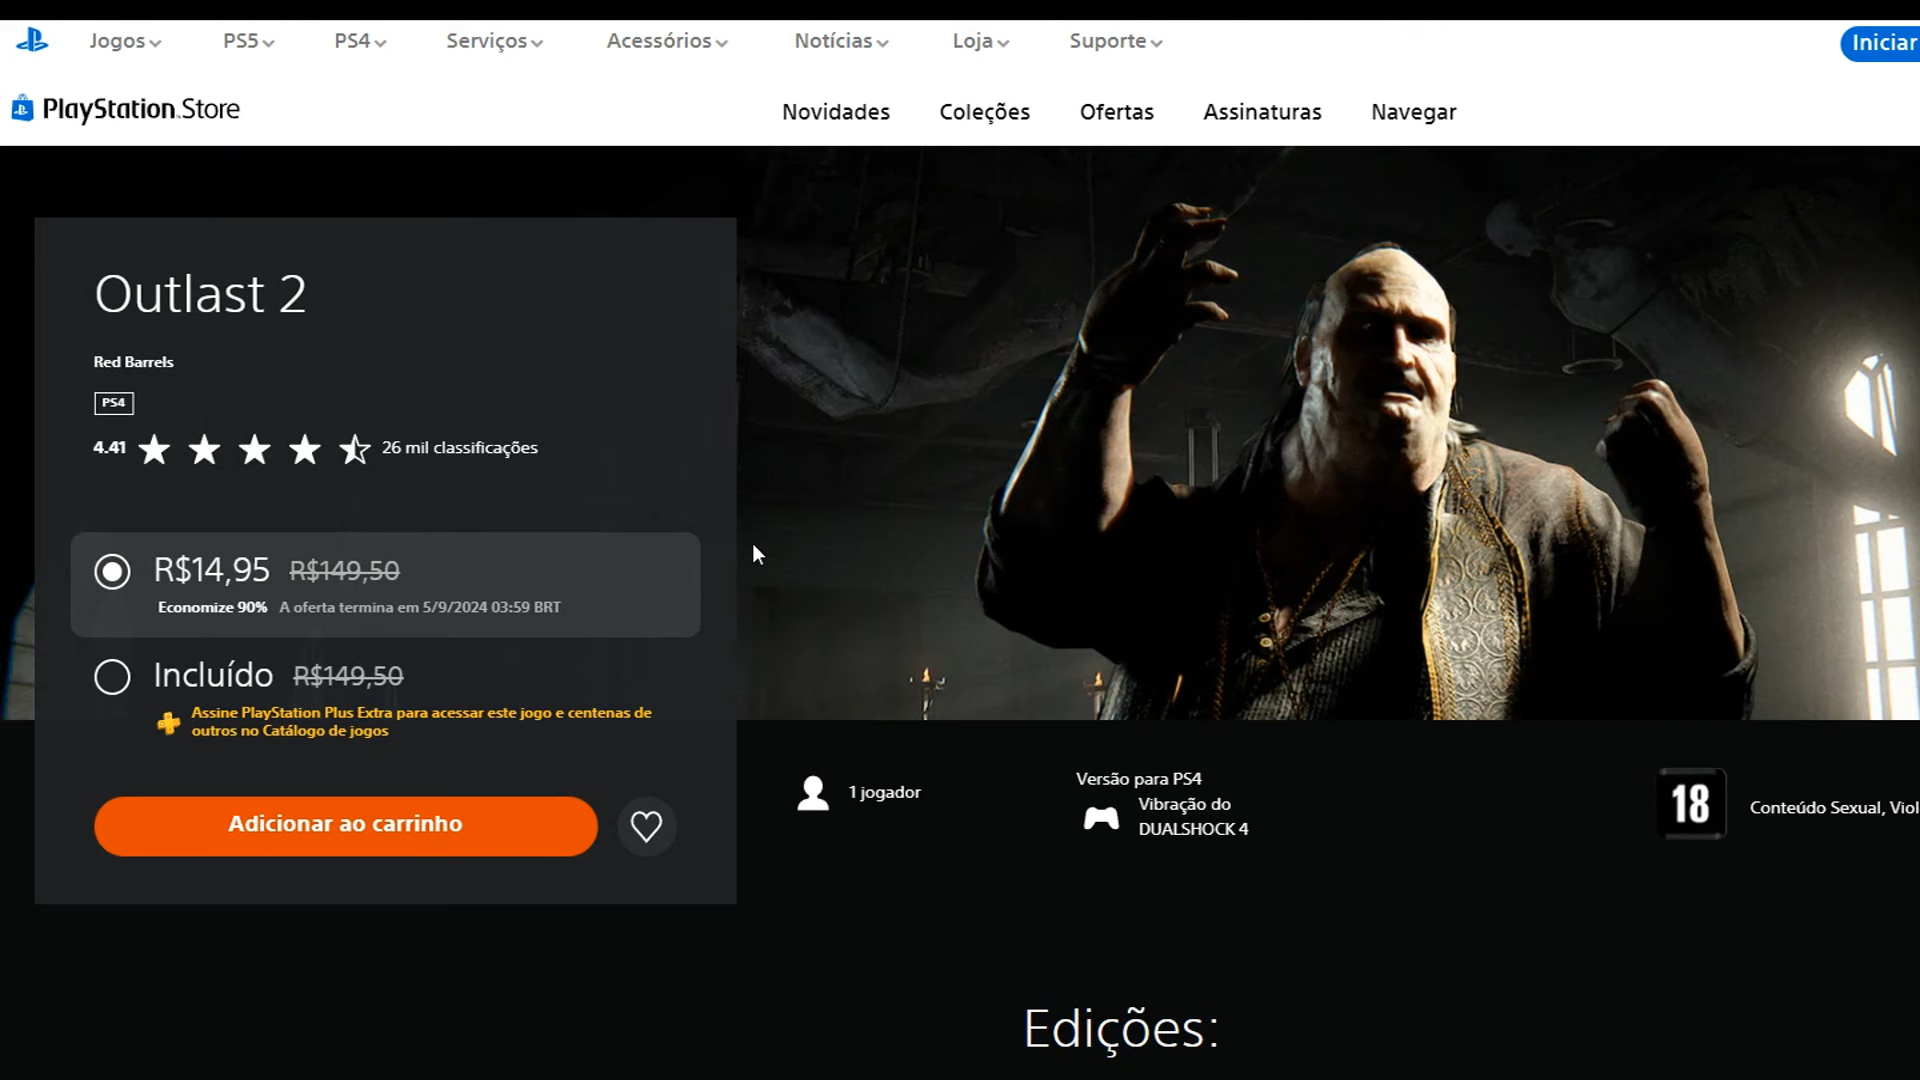 Jogos
PS5
PS4
Serviços
Acessórios
Notícias
Loja
Suporte
Iniciar
PlayStation Store
Novidades
Coleções
Ofertas
Assinaturas
Navegar
Outlast 2
Red Barrels
PS4
4.41
26 mil classificações
R$14,95 R$149,50
Economize 90% A oferta termina em 5/9/2024 03:59 BRT
Incluído R$149,50
Assine PlayStation Plus Extra para acessar este jogo e centenas de
outros no Catálogo de jogos
Adicionar ao carrinho
1 jogador
Versão para PS4
Vibração do
DUALSHOCK 4
18
Conteúdo Sexual, Viol
Edições: